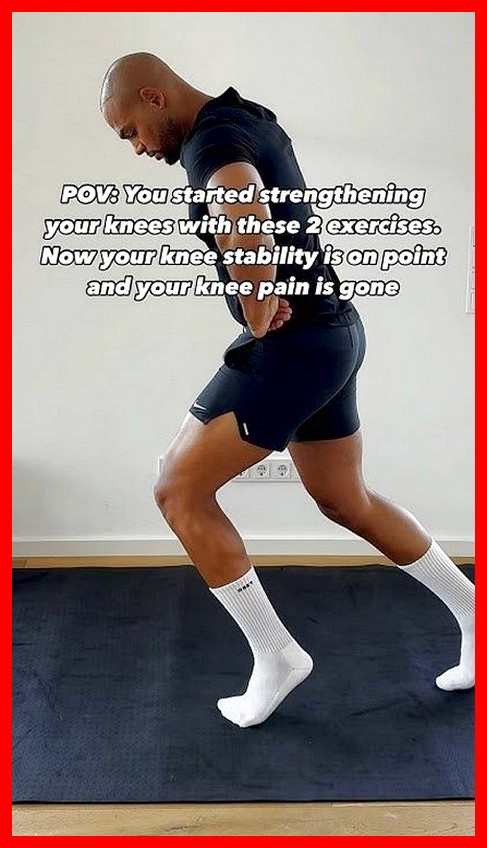 POV: You started strengthening
your knees with these 2 exercises.
Now your knee stability is on point
and your knee pain is gone